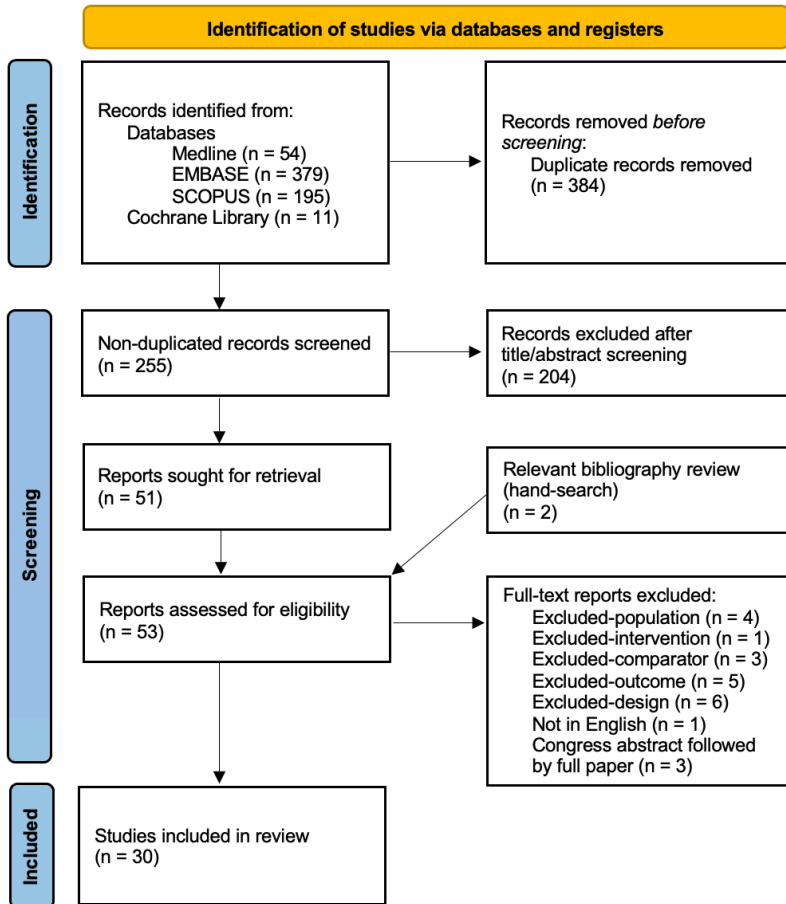 Identification of studies via databases and registers
Identification
Records identified from:
Databases
Medline (n = 54)
EMBASE (n = 379)
SCOPUS (n = 195)
Cochrane Library (n = 11)
Records removed before
screening:
Duplicate records removed
(n = 384)
Screening
Non-duplicated records screened
(n = 255)
Records excluded after
title/abstract screening
(n = 204)
Reports sought for retrieval
(n = 51)
Relevant bibliography review
(hand-search)
(n = 2)
Reports assessed for eligibility
(n = 53)
Full-text reports excluded:
Excluded-population (n = 4)
Excluded-intervention (n = 1)
Excluded-comparator (n = 3)
Excluded-outcome (n = 5)
Excluded-design (n = 6)
Not in English (n = 1)
Congress abstract followed
by full paper (n = 3)
Included
Studies included in review
(n = 30)